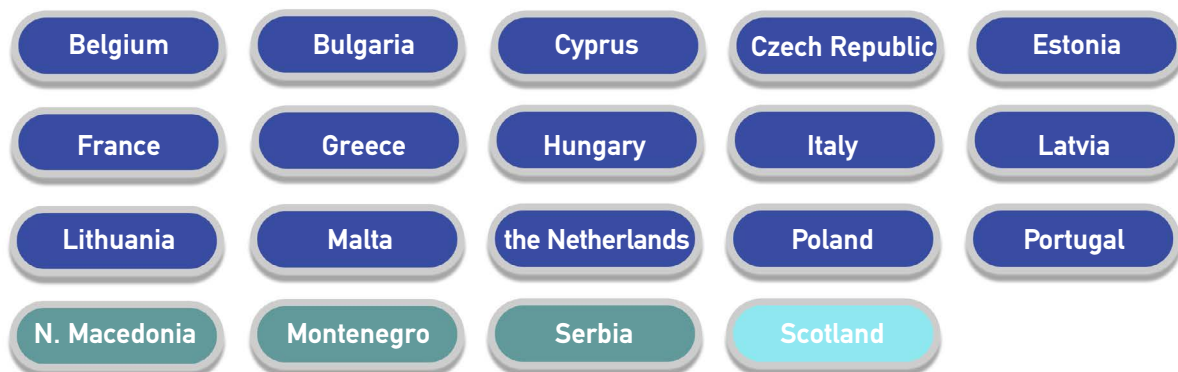 Belgium
Bulgaria
Cyprus
Czech Republic
Estonia
France
Greece
Hungary
Italy
Latvia
Lithuania
Malta
the Netherlands
Poland
Portugal
N. Macedonia
Montenegro
Serbia
Scotland